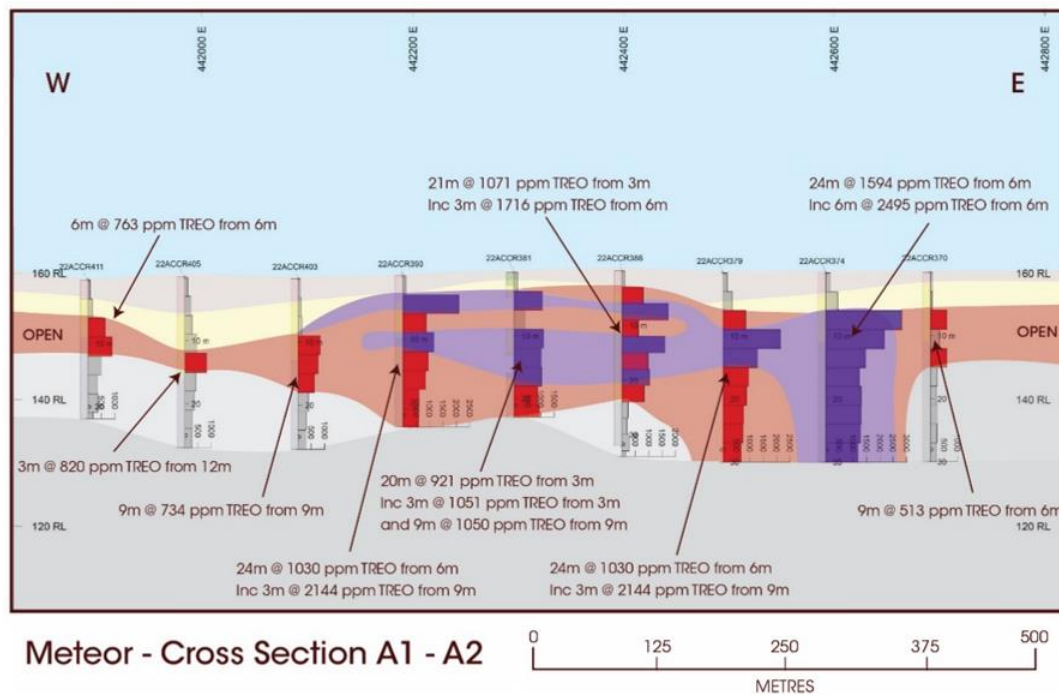 442000 E
442200 E
442400 E
442600 E
442800 E
W
E
21m @ 1071 ppm TREO from 3m
Inc 3m @ 1716 ppm TREO from 6m
24m @ 1594 ppm TREO from 6m
Inc 6m @ 2495 ppm TREO from 6m
6m @ 763 ppm TREO from 6m
160 RL
22ACCR411
22ACCR405
22ACCR403
22ACCR381
22ACCR379
22ACCR374
22ACCR370
160 RL
OPEN
OPEN
140 RL
140 RL
3m @ 820 ppm TREO from 12m
9m @ 734 ppm TREO from 9m
20m @ 921 ppm TREO from 3m
Inc 3m @ 1051 ppm TREO from 3m
and 9m @ 1050 ppm TREO from 9m
9m @ 513 ppm TREO from 6m
120 RL
120 RL
24m @ 1030 ppm TREO from 6m
Inc 3m @ 2144 ppm TREO from 9m
24m @ 1030 ppm TREO from 6m
Inc 3m @ 2144 ppm TREO from 9m
Meteor - Cross Section A1 - A2
0
125
250
375
500
METRES